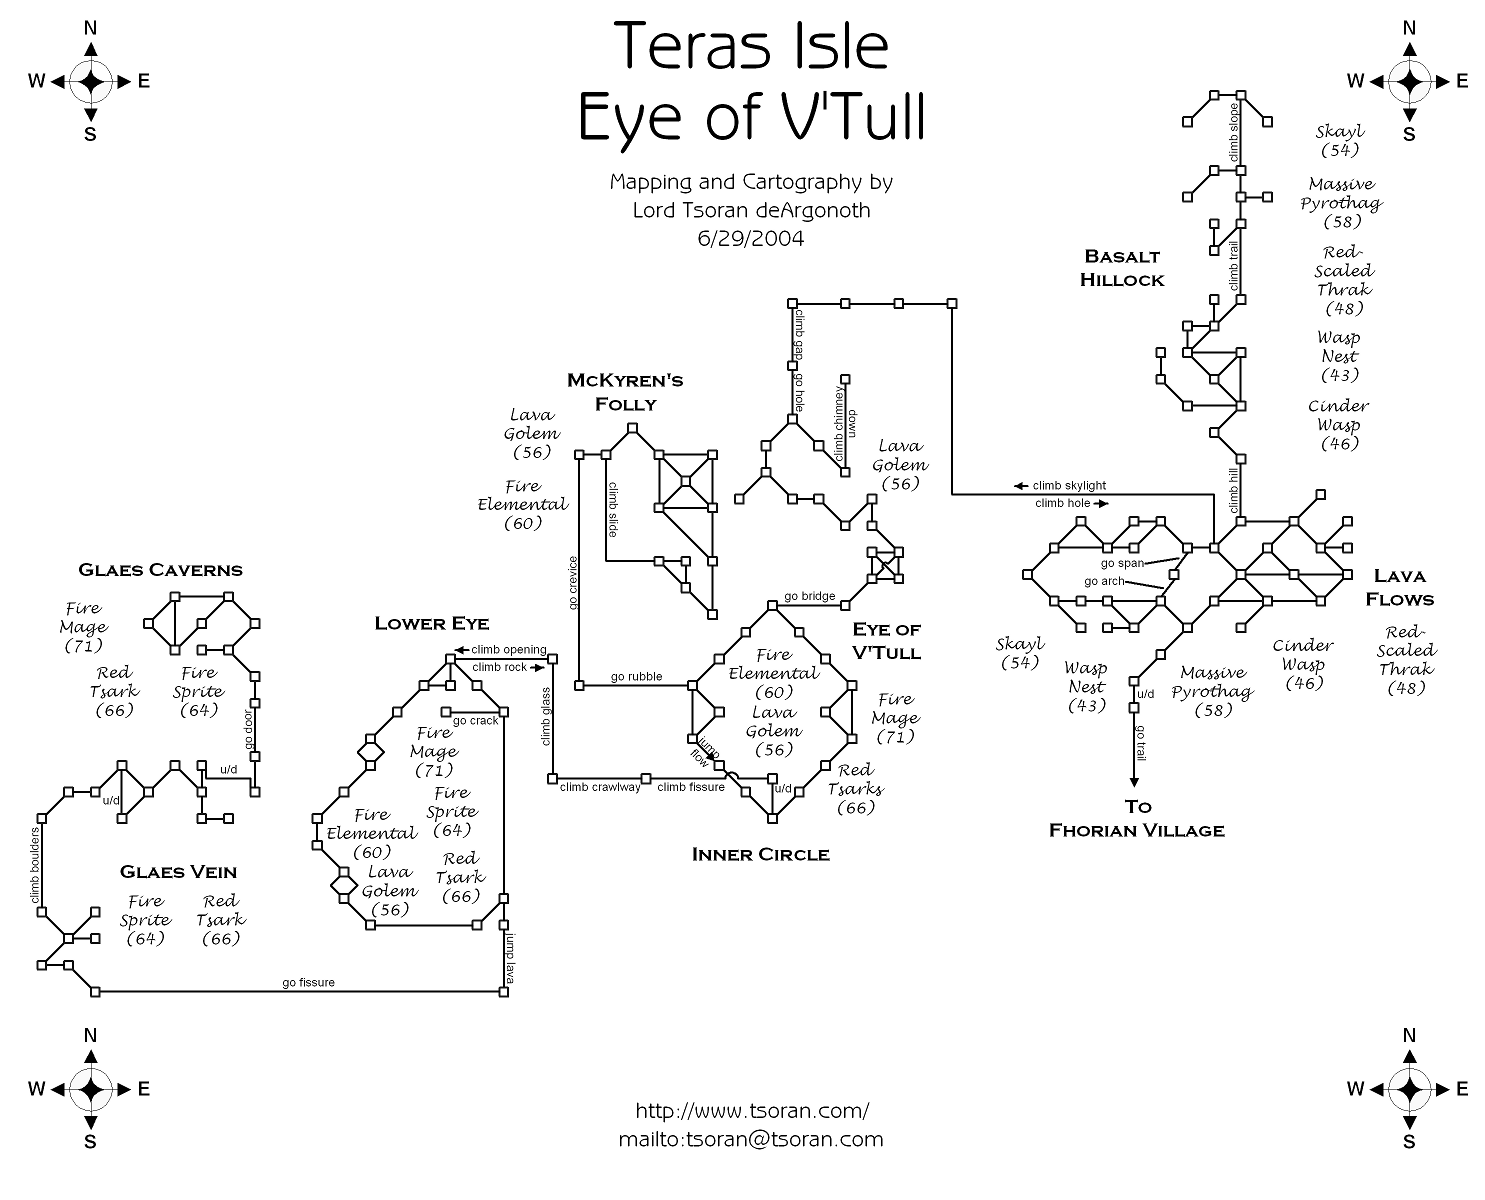 N
W E
S
Teras Isle
Eye of V'Tull
Mapping and Cartography by
Lord Tsoran deArgonoth
6/29/2004
N
W E
S
climb slope
Skayl
(54)
Massive
Pyrothag
(58)
Basalt
Hillock
climb trail
Red-
Scaled
Thrak
(48)
Wasp
Nest
(43)
Cinder
Wasp
(46)
climb hill
climb gap
go hole
climb chimney
down
McKyren's
Folly
Lava
Golem
(56)
Fire
Elemental
(60)
climb slide
go crevice
Lava
Golem
(56)
climb skylight
climb hole
go span
go arch
Lava
Flows
Skayl
(54)
Wasp
Nest
(43)
Massive
Pyrothag
(58)
Cinder
Wasp
(46)
Red-
Scaled
Thrak
(48)
u/d
go trail
To
Fhorian Village
Glaes Caverns
Fire
Mage
(71)
Red
Tsark
(66)
Fire
Sprite
(64)
go door
Lower Eye
climb opening
climb rock
go crack
climb glass
go rubble
go bridge
Eye of
V'Tull
Fire
Elemental
(60)
Lava
Golem
(56)
Fire
Mage
(71)
jump
flow
Red
Tsarks
(66)
climb crawlway
climb fissure
u/d
Inner Circle
Fire
Mage
(71)
Fire
Sprite
(64)
Fire
Elemental
(60)
Red
Tsark
(66)
Lava
Golem
(56)
u/d
u/d
climb boulders
Glaes Vein
Fire
Sprite
(64)
Red
Tsark
(66)
jump lava
go fissure
N
W E
S
http://www.tsoran.com/
mailto:tsoran@tsoran.com
N
W E
S